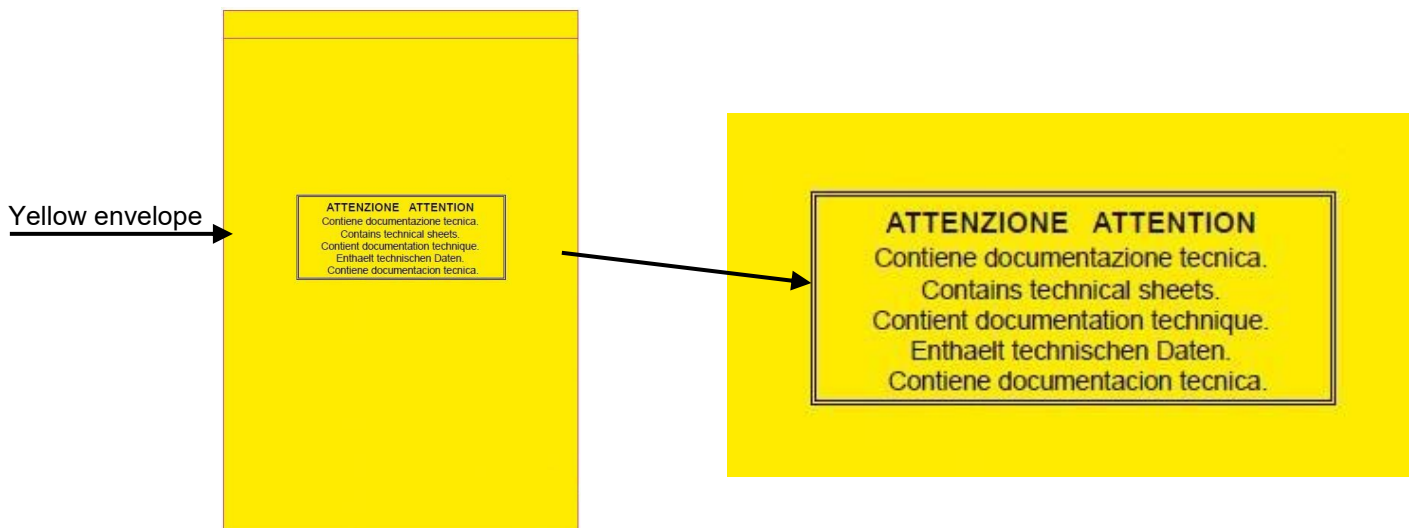 Yellow envelope
ATTENZIONE ATTENTION
Contiene documentazione tecnica.
Contains technical sheets.
Contient documentation technique.
Enthaelt technischen Daten.
Contiene documentacion tecnica.
ATTENZIONE ATTENTION
Contiene documentazione tecnica.
Contains technical sheets.
Contient documentation technique.
Enthaelt technischen Daten.
Contiene documentacion tecnica.